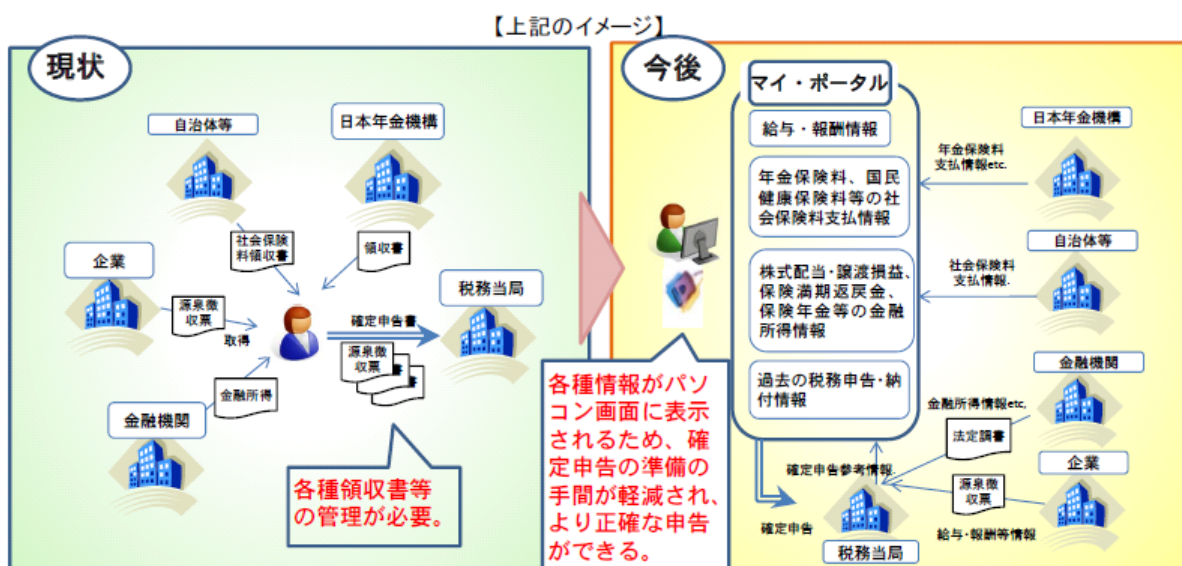 【上記のイメージ】
現状
自治体等
日本年金機構
社会保険
料領収書
領収書
企業
源泉徴
収票
取得
税務当局
確定申告書
源泉徴
収票
書
書
金融所得
金融機関
各種領収書等
の管理が必要。
今後
マイ・ポータル
給与・報酬情報
年金保険料、国民
健康保険料等の社
会保険料支払情報
株式配当・譲渡損益、
保険満期返戻金、
保険年金等の金融
所得情報
過去の税務申告・納
付情報
日本年金機構
年金保険料
支払情報etc.
自治体等
社会保険料
支払情報.
金融機関
金融所得情報etc,
法定調書
企業
源泉徴
収票
給与・報酬等情報
確定申告参考情報.
確定申告
税務当局
各種情報がパソ
コン画面に表示
されるため、確
定申告の準備の
手間が軽減され、
より正確な申告
ができる。